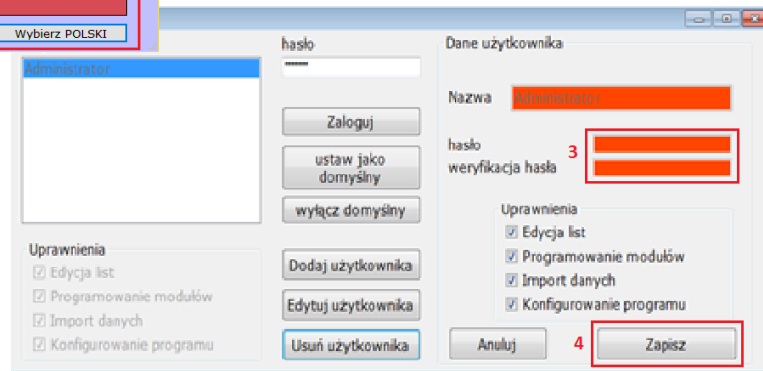 Wybierz POLSKI
Administrator
hasło
*******
Zaloguj
ustaw jako
domyślny
wyłącz domyślny
Uprawnienia
Edycja list
Programowanie modułów
Import danych
Konfigurowanie programu
Dodaj użytkownika
Edytuj użytkownika
Usuń użytkownika
Dane użytkownika
Nazwa Administrator
hasło
weryfikacja hasła
3
Uprawnienia
Edycja list
Programowanie modułów
Import danych
Konfigurowanie programu
Anuluj
4
Zapisz